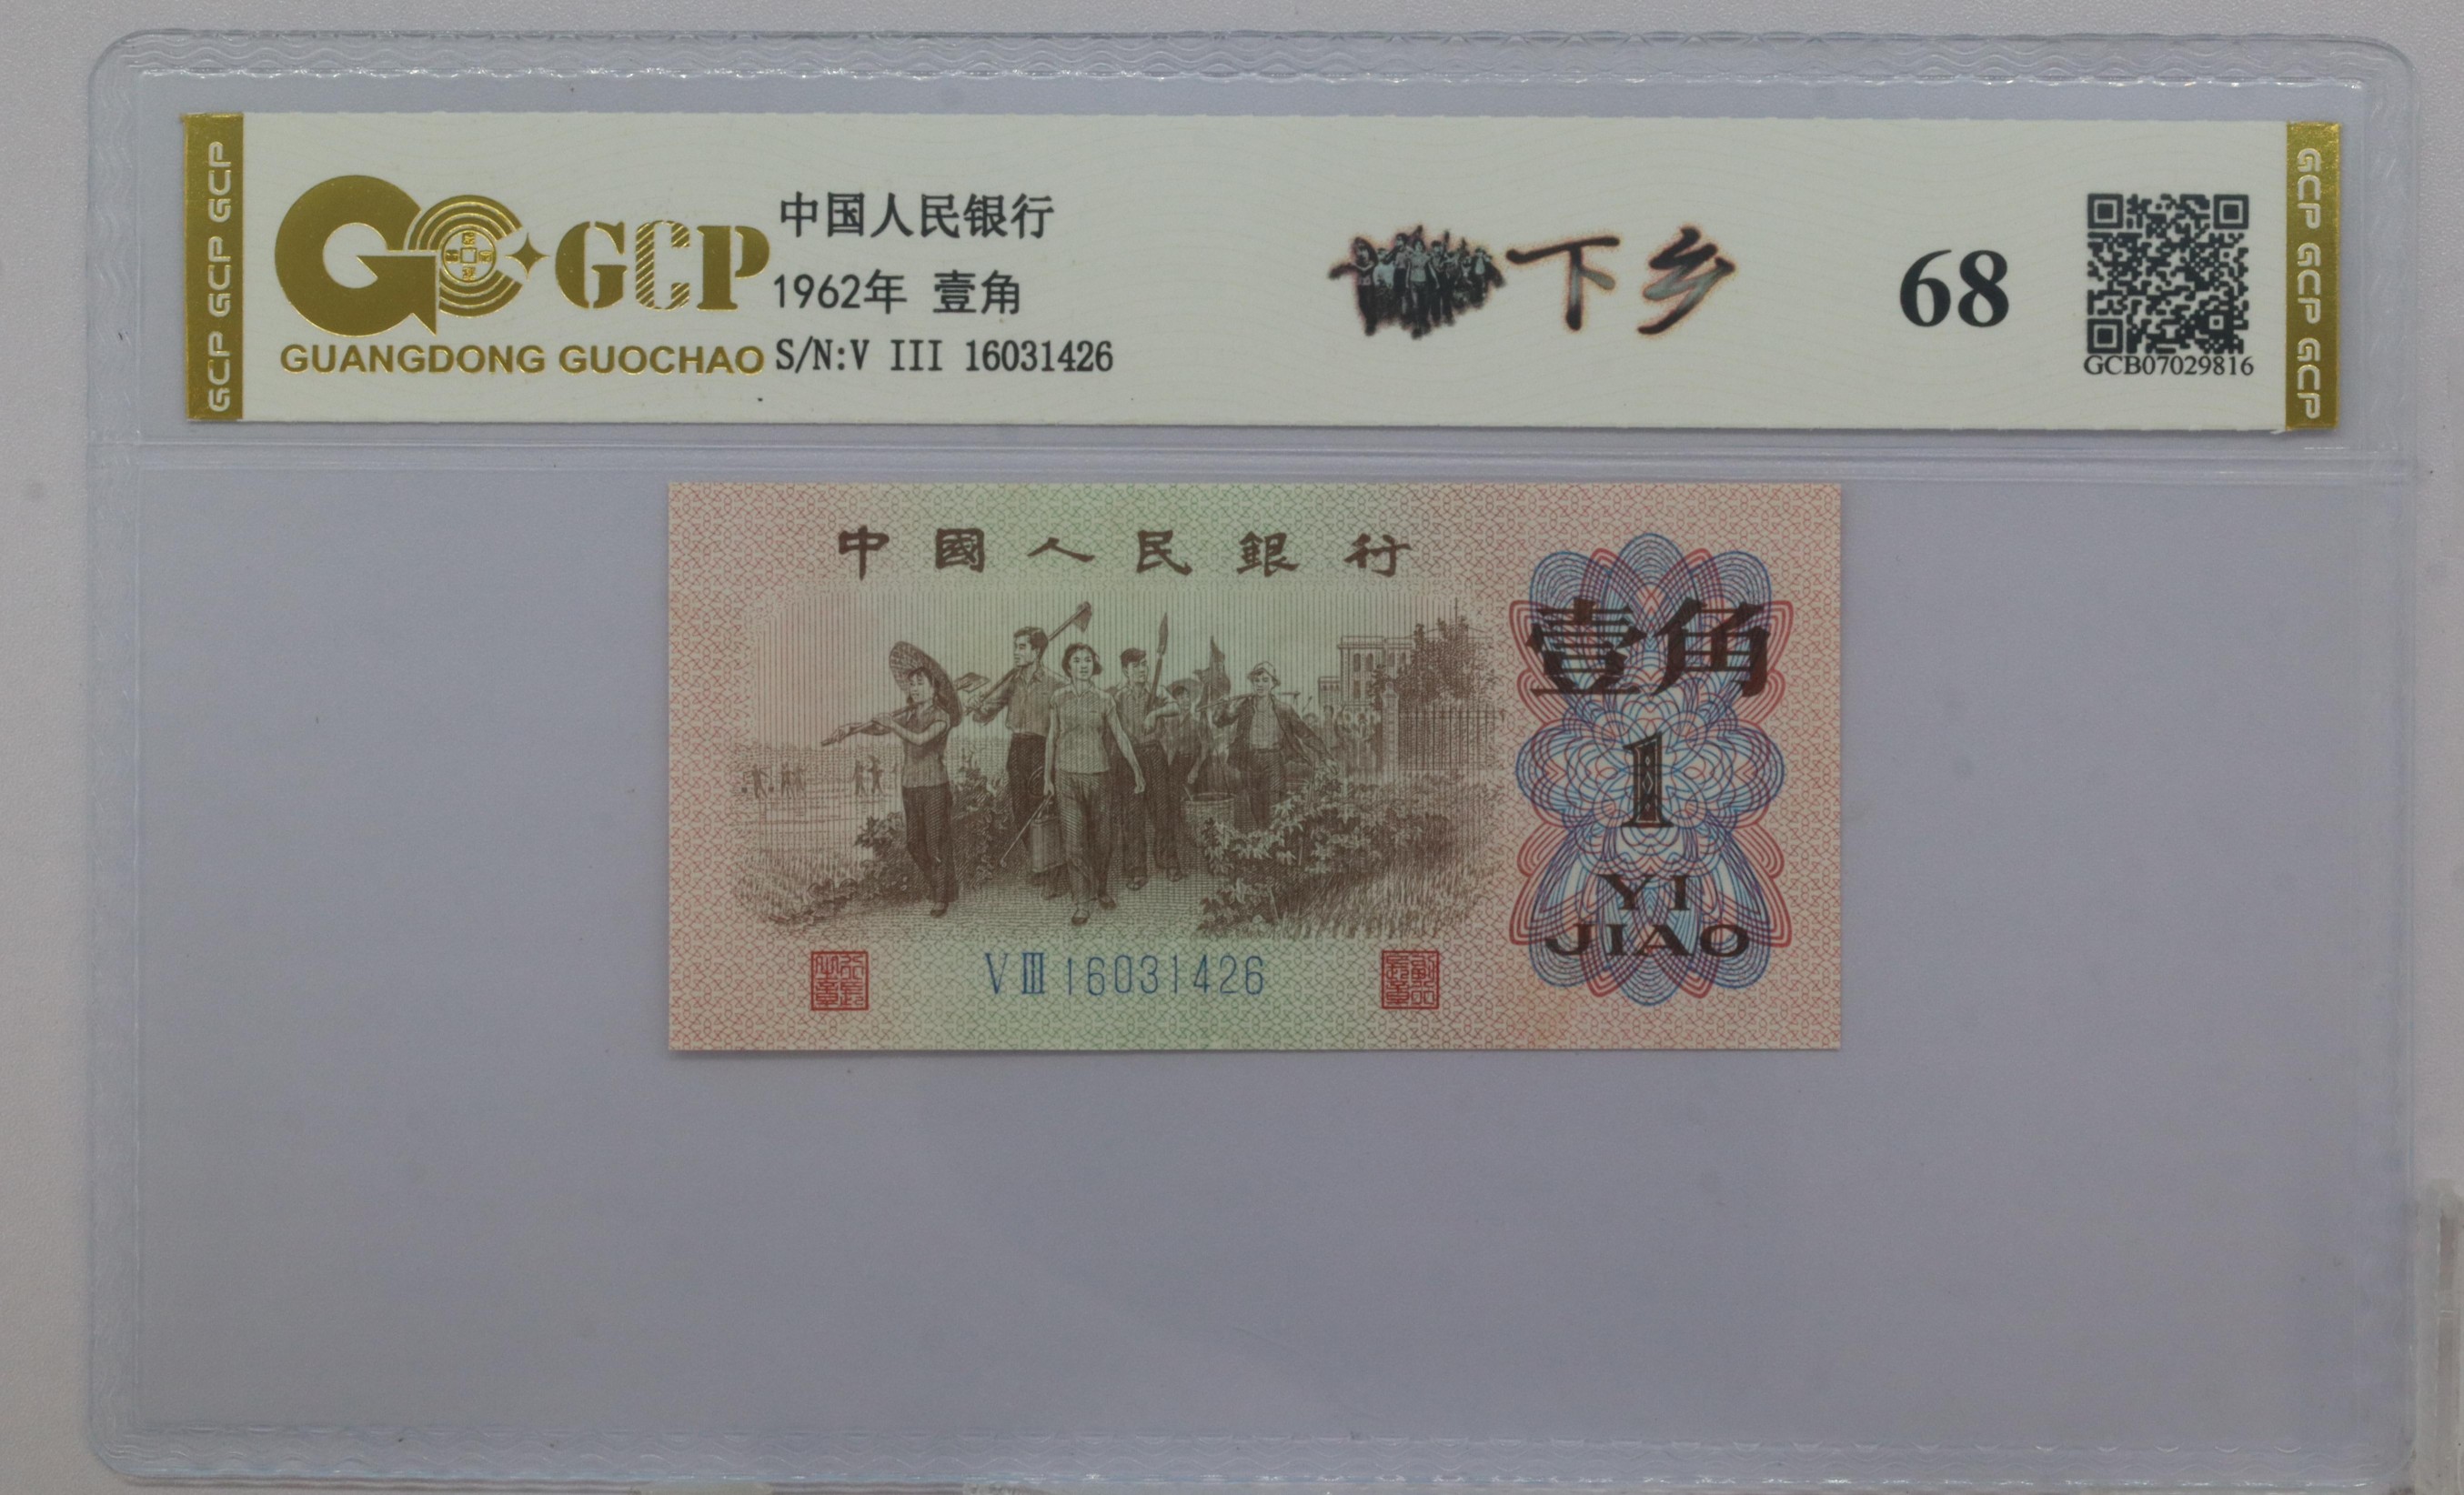 GCP GCP GCP
GCP
GUANGDONG GUOCHAO
中国人民银行
1962年 壹角
S/N:V III 16031426
下乡
68
GCB07029816
GCP GCP GCP
中國人民銀行
壹角
1
YI
JIAO
V III 16031426